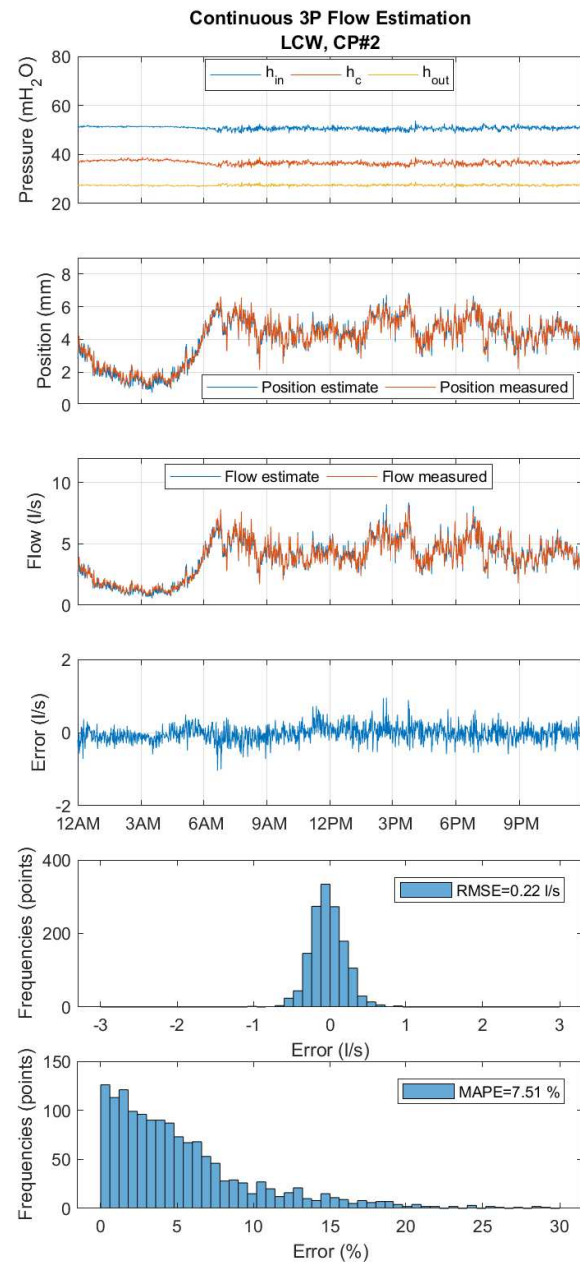 Continuous 3P Flow Estimation
LCW, CP#2
Pressure (mH2O)
80
60
40
20
h_in h_c h_out
Position (mm)
8
6
4
2
0
Position estimate Position measured
Flow (l/s)
10
5
0
Flow estimate Flow measured
Error (l/s)
2
0
-2
12AM 3AM 6AM 9AM 12PM 3PM 6PM 9PM
Frequencies (points)
400
200
0
RMSE=0.22 l/s
-3 -2 -1 0 1 2 3
Error (l/s)
Frequencies (points)
150
100
50
0
MAPE=7.51 %
0 5 10 15 20 25 30
Error (%)